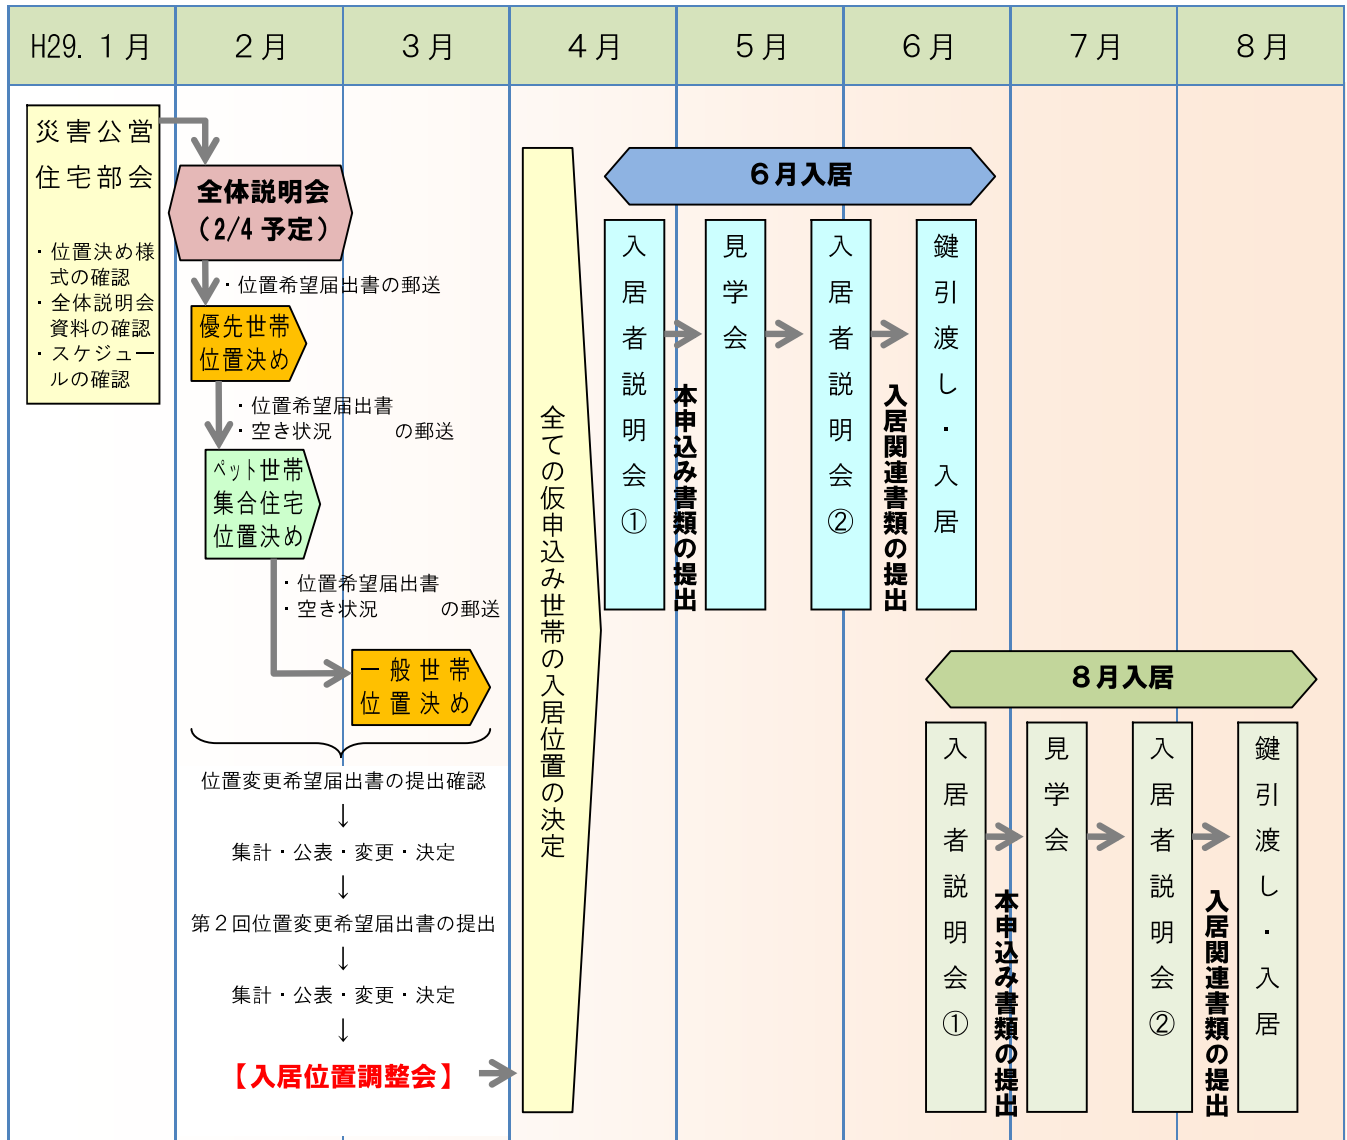 H29. 1月
２月
３月
４月
５月
６月
７月
８月
災害公営
住宅部会
・位置決め様
式の確認
・全体説明会
資料の確認
・スケジュー
ルの確認
全体説明会
（2/4 予定）
・位置希望届出書の郵送
優先世帯
位置決め
・位置希望届出書
・空き状況　　　の郵送
ペット世帯
集合住宅
位置決め
・位置希望届出書
・空き状況　　　の郵送
一般世帯
位置決め
位置変更希望届出書の提出確認
↓
集計・公表・変更・決定
↓
第２回位置変更希望届出書の提出
↓
集計・公表・変更・決定
↓
【入居位置調整会】
全ての仮申込み世帯の入居位置の決定
６月入居
入居者説明会①
本申込み書類の提出
見学会
入居者説明会②
入居関連書類の提出
鍵引渡し・入居
８月入居
入居者説明会①
本申込み書類の提出
見学会
入居者説明会②
入居関連書類の提出
鍵引渡し・入居